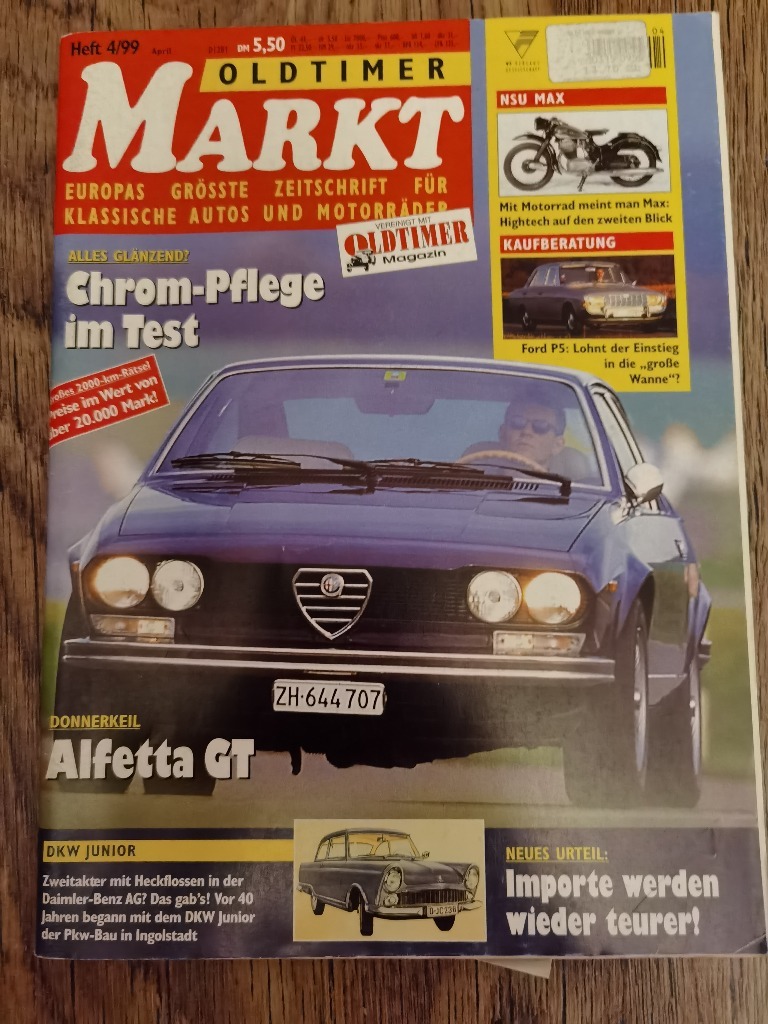 Heft 4/99 April 01381 DM 5,50
OLDTIMER
MARKT
EUROPAS GRÖSSTE ZEITSCHRIFT FÜR
KLASSISCHE AUTOS UND MOTORRÄDER
VEREINIGT MIT
OLDTIMER
Magazin
04
NSU MAX
Mit Motorrad meint man Max:
Hightech auf den zweiten Blick
KAUFBERATUNG
Ford P5: Lohnt der Einstieg
in die „große
Wanne“?
ALLES GLÄNZEND?
Chrom-Pflege
im Test
2000-km-Rätsel
im Wert von
20.000 Mark!
ZH·644 707
DONNERKEIL
Alfetta GT
DKW JUNIOR
Zweitakter mit Heckflossen in der
Daimler-Benz AG? Das gab's! Vor 40
Jahren begann mit dem DKW Junior
der Pkw-Bau in Ingolstadt
NEUES URTEIL:
Importe werden
wieder teurer!